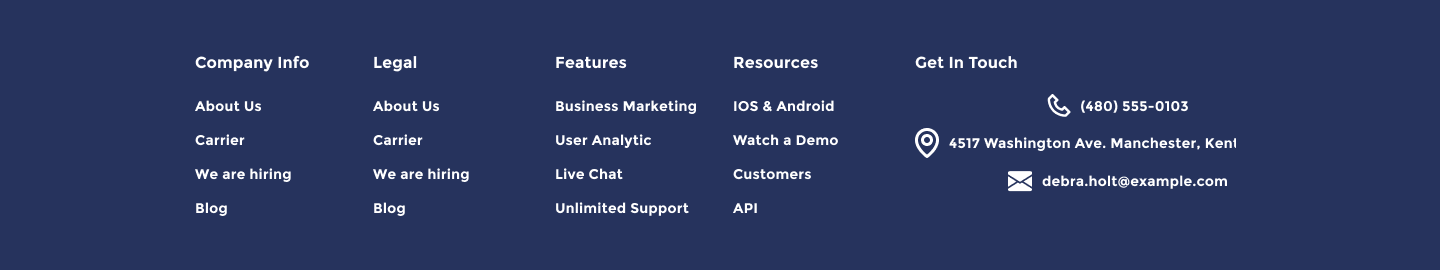 Company Info
About Us
Carrier
We are hiring
Blog
Legal
About Us
Carrier
We are hiring
Blog
Features
Business Marketing
User Analytic
Live Chat
Unlimited Support
Resources
IOS & Android
Watch a Demo
Customers
API
Get In Touch
(480) 555-0103
4517 Washington Ave. Manchester, Kent
debra.holt@example.com